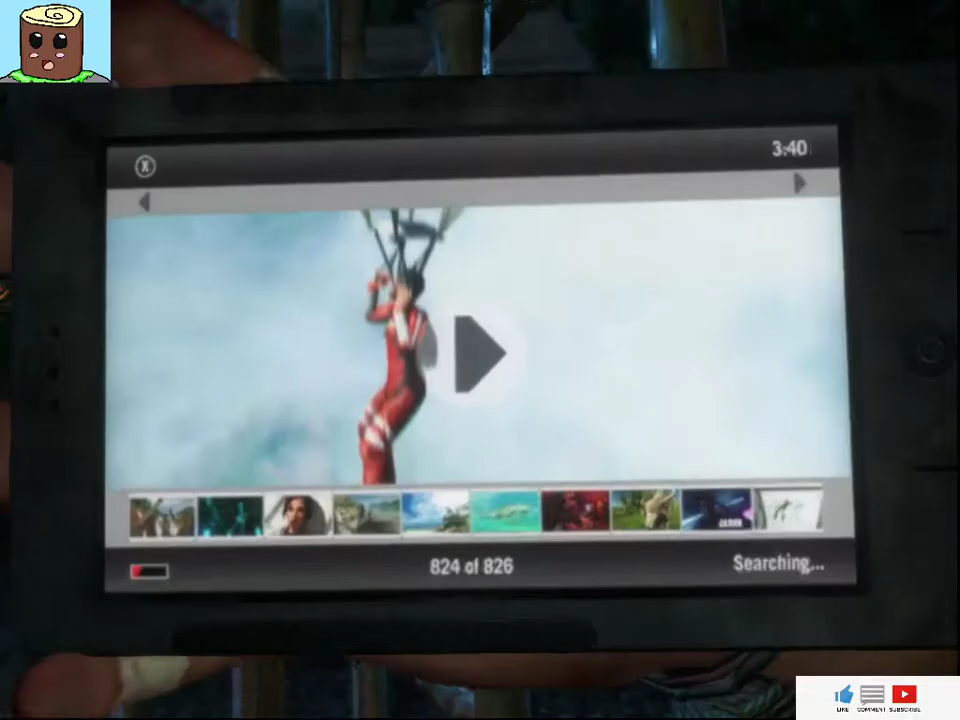 X
3:40
824 of 826
Searching...
LIKE COMMENT SUBSCRIBE